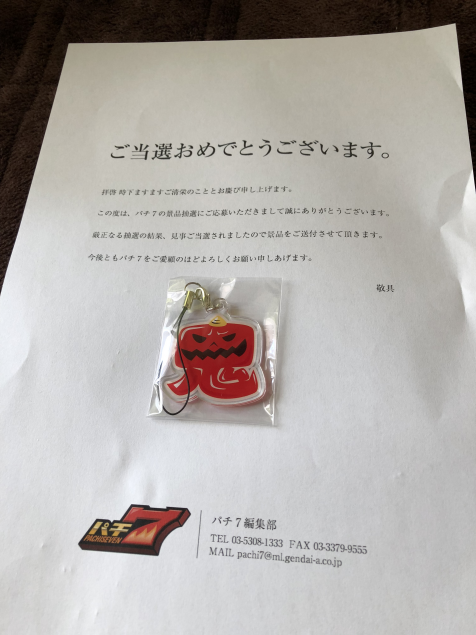 ご当選おめでとうございます。
拝啓 時下ますますご清栄のこととお慶び申し上げます。
この度は、パチ7の景品抽選にご応募いただきまして誠にありがとうございます。
厳正なる抽選の結果、見事ご当選されましたので景品をご送付させて頂きます。
今後ともパチ7をご愛顧のほどよろしくお願い申しあげます。
敬具
パチ7
PACHISEVEN
パチ7編集部
TEL 03-5308-1333 FAX 03-3379-9555
MAIL pachi7@ml.gendai-a.co.jp